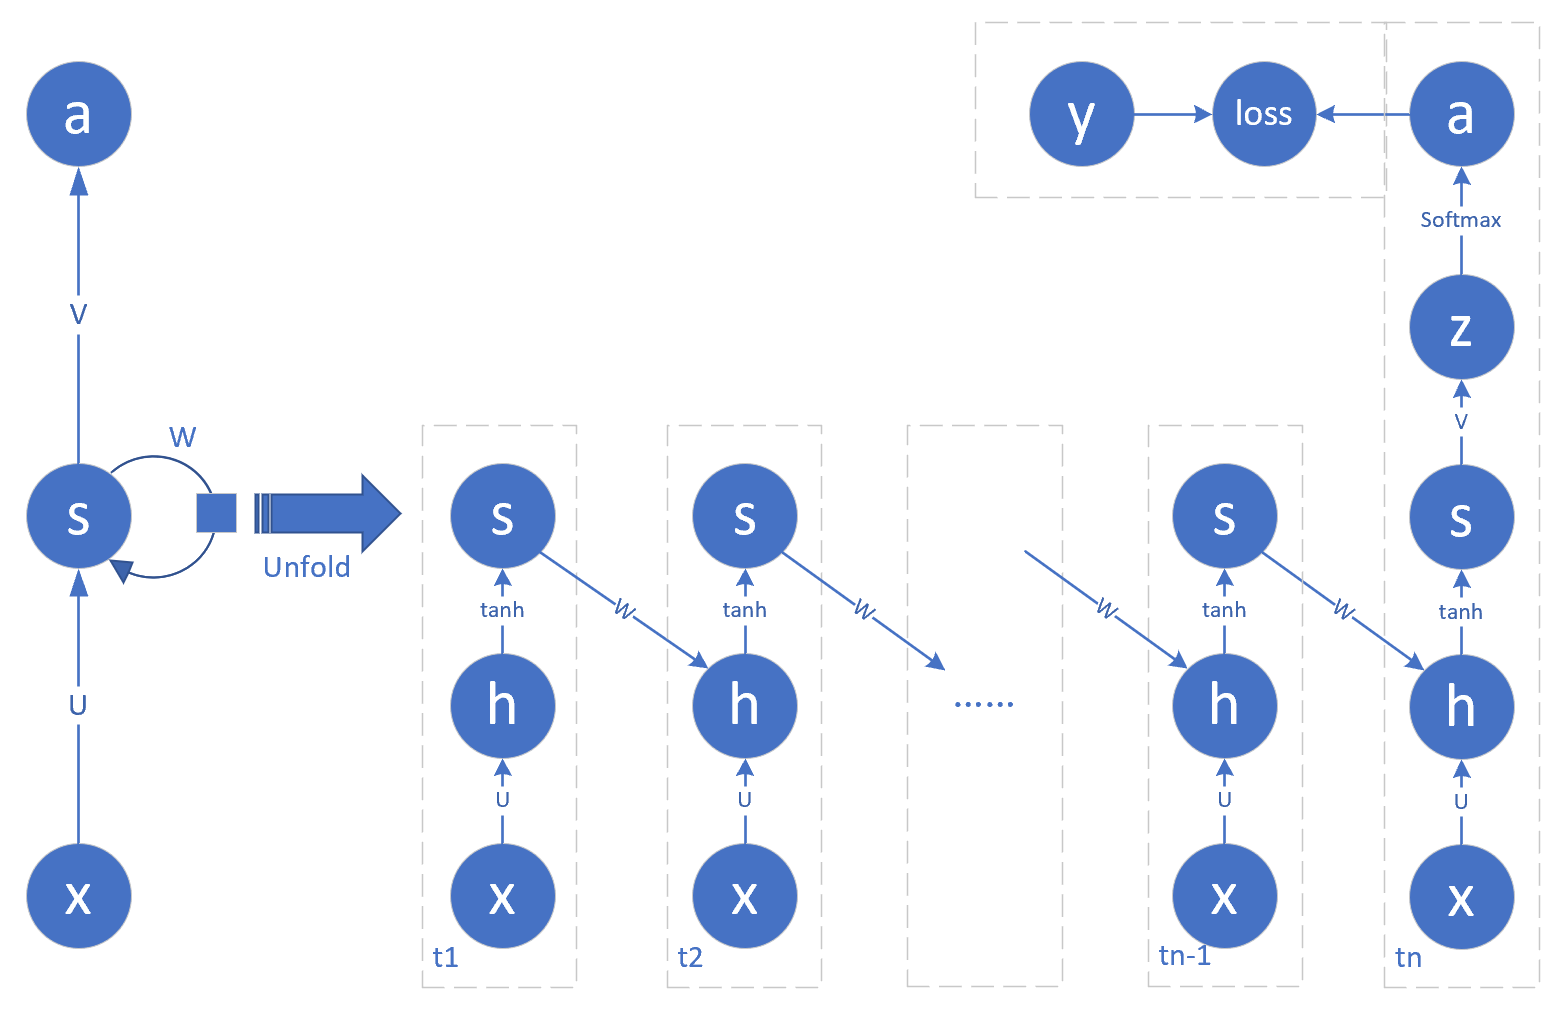 a
V
s
W
U
x
Unfold
y
loss
a
Softmax
z
V
s
tanh
W
h
U
x
t1
s
tanh
W
h
U
x
t2
......
W
s
tanh
W
h
U
x
tn-1
s
tanh
h
U
x
tn